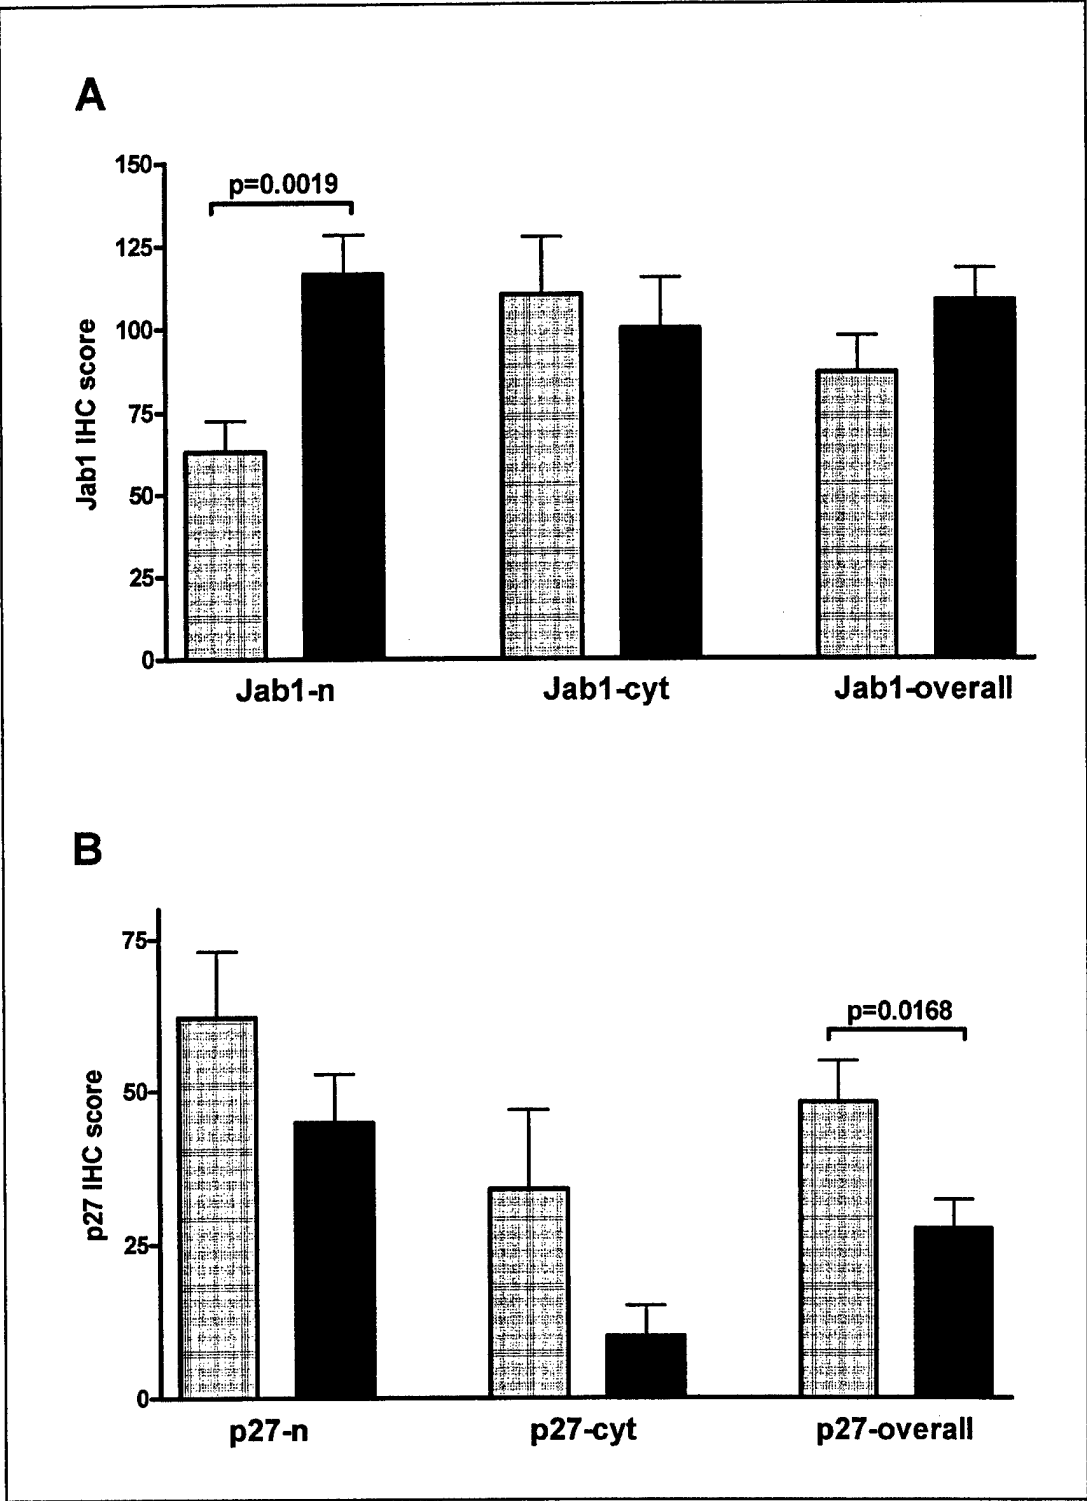 A
150
p=0.0019
125
100
75
50
25
0
Jab1 IHC score
Jab1-n Jab1-cyt Jab1-overall
B
75
p=0.0168
50
25
0
p27 IHC score
p27-n p27-cyt p27-overall